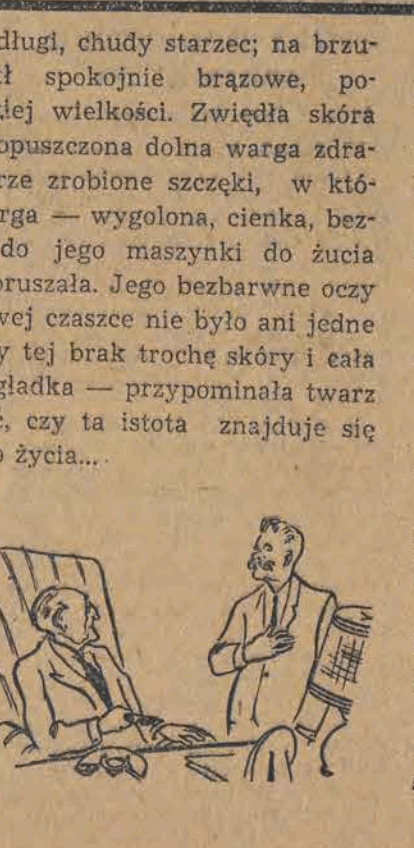 długi, chudy starzec; na brzu-
ł spokojnie brązowe, po-
kiej wielkości. Zwiędła skóra
opuszczona dolna warga zdra-
rze zrobione szczęki, w któ-
rga — wygolona, cienka, bez-
do jego maszynki do żucia
oruszała. Jego bezbarwne oczy
wej czaszce nie było ani jedne
y tej brak trochę skóry i cała
gładka — przypominała twarz
ć, czy ta istota znajduje się
o życia...